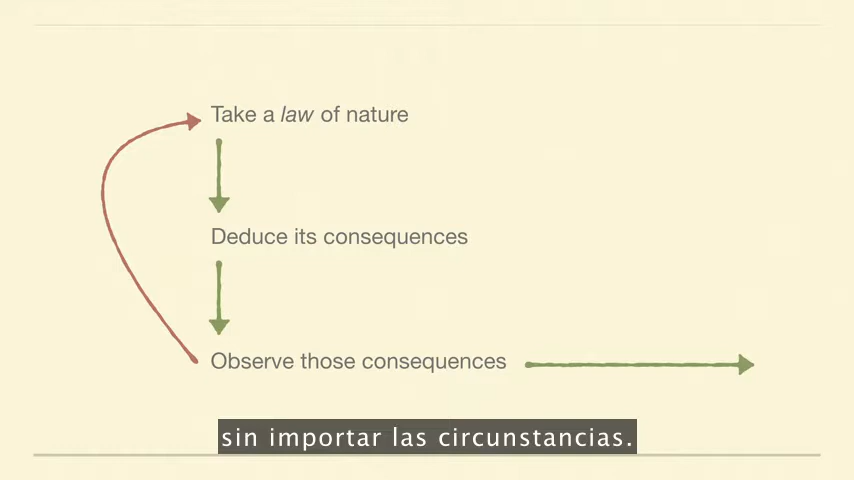 Take a law of nature
Deduce its consequences
Observe those consequences
sin importar las circunstancias.